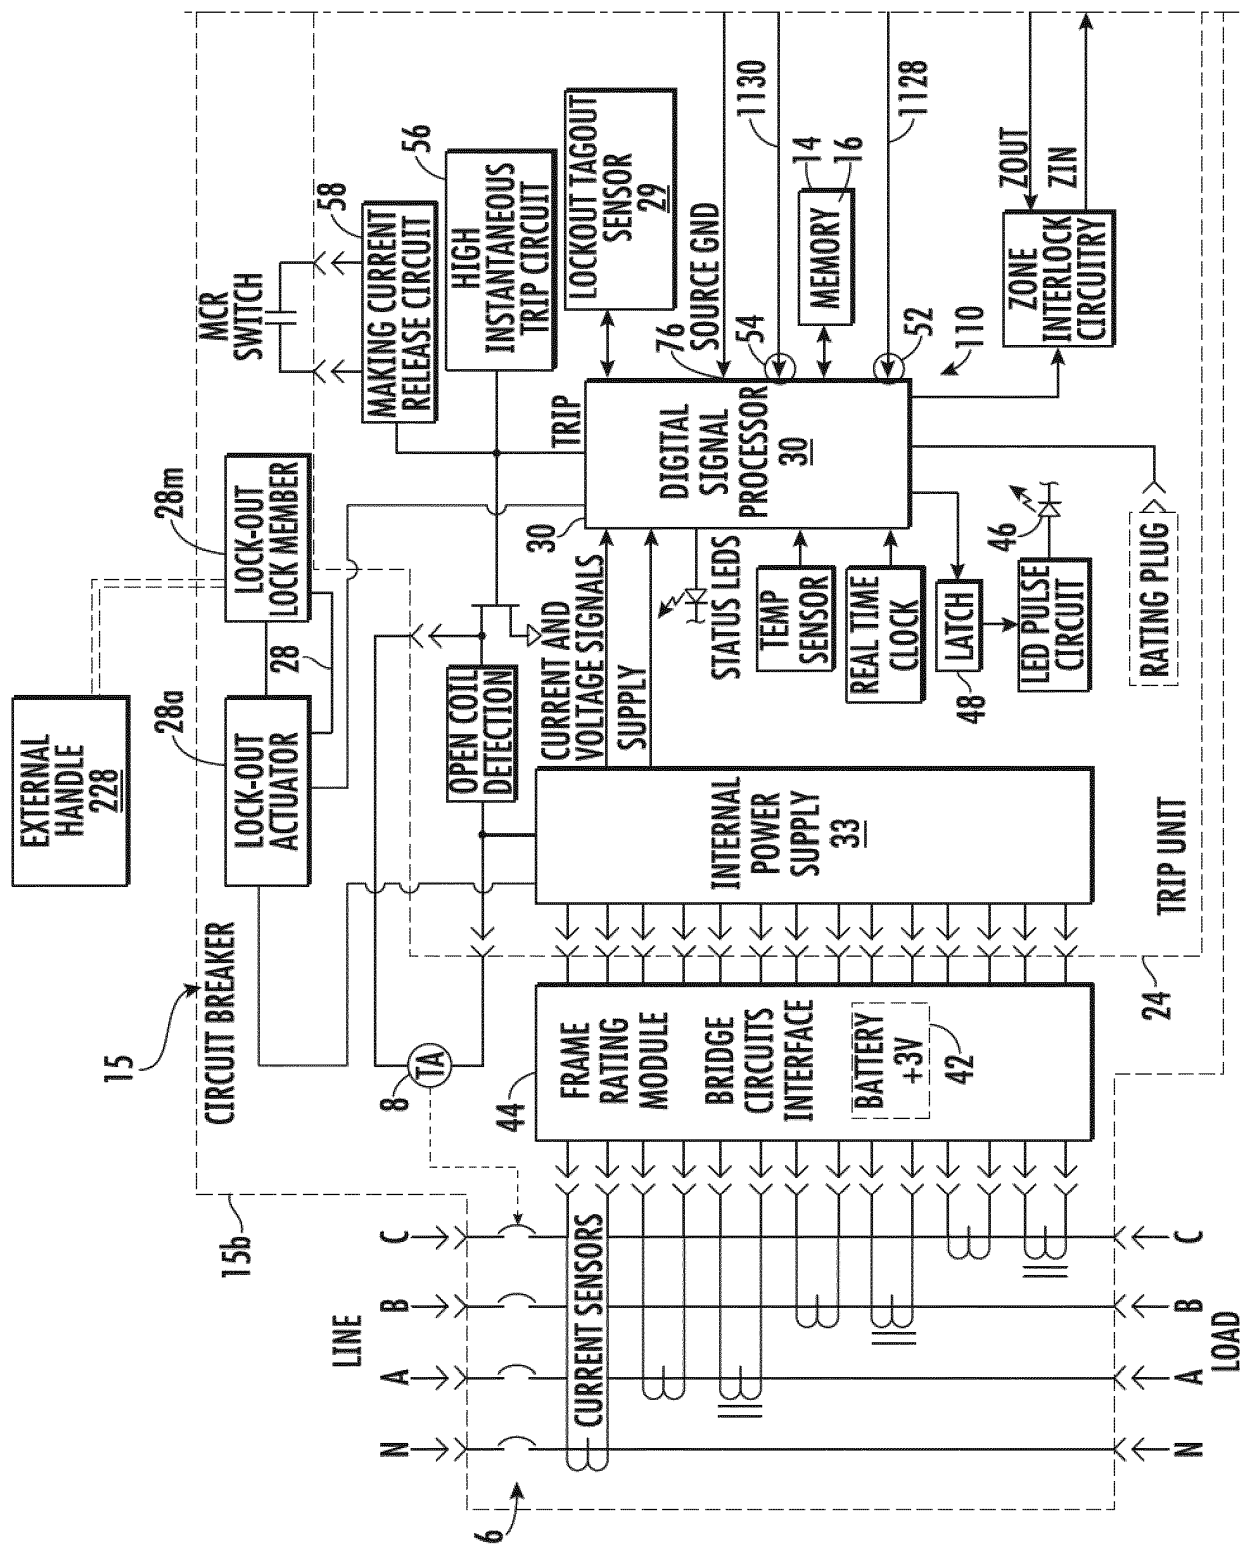 EXTERNAL
HANDLE
228
15
CIRCUIT BREAKER
28a
LOCK-OUT
ACTUATOR
28
28m
LOCK-OUT
LOCK MEMBER
MCR
SWITCH
58
MAKING CURRENT
RELEASE CIRCUIT
56
HIGH
INSTANTANEOUS
TRIP CIRCUIT
LOCKOUT TAGOUT
SENSOR
29
15b
8
TA
OPEN COIL
DETECTION
30
TRIP
76
SOURCE GND
54
1130
CURRENT AND
VOLTAGE SIGNALS
SUPPLY
STATUS LEDS
DIGITAL
SIGNAL
PROCESSOR
30
MEMORY
14
16
1128
52
110
TEMP
SENSOR
REAL TIME
CLOCK
LATCH
48
LED PULSE
CIRCUIT
46
RATING PLUG
ZONE
INTERLOCK
CIRCUITRY
ZOUT
ZIN
INTERNAL
POWER
SUPPLY
33
TRIP UNIT
24
44
FRAME
RATING
MODULE
BRIDGE
CIRCUITS
INTERFACE
BATTERY
+3V
42
LINE
N
A
B
C
6
CURRENT SENSORS
N
A
B
C
LOAD